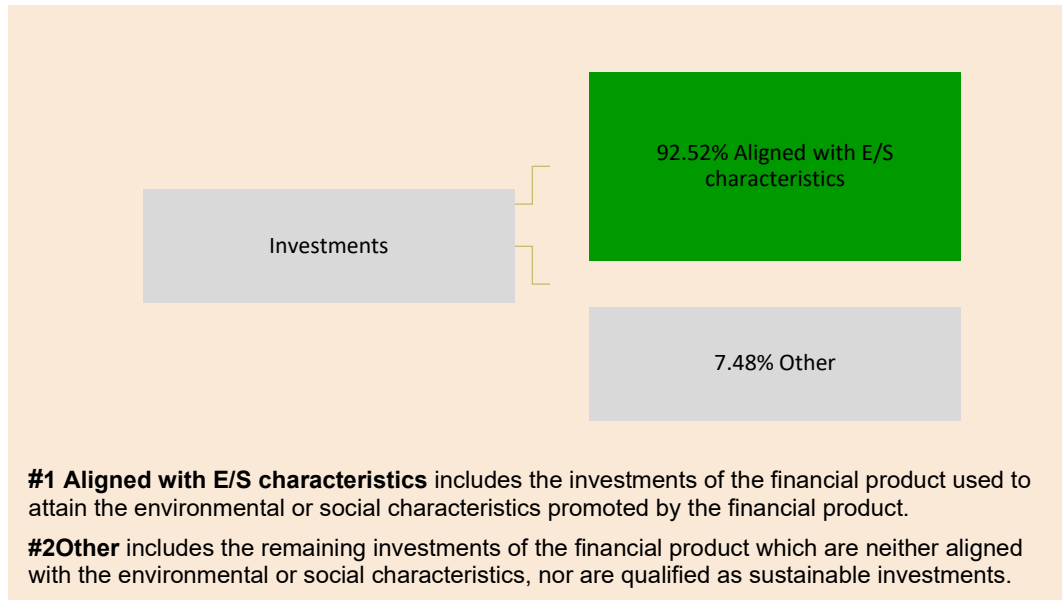 92.52% Aligned with E/S
characteristics
Investments
7.48% Other
#1 Aligned with E/S characteristics includes the investments of the financial product used to
attain the environmental or social characteristics promoted by the financial product.
#2Other includes the remaining investments of the financial product which are neither aligned
with the environmental or social characteristics, nor are qualified as sustainable investments.